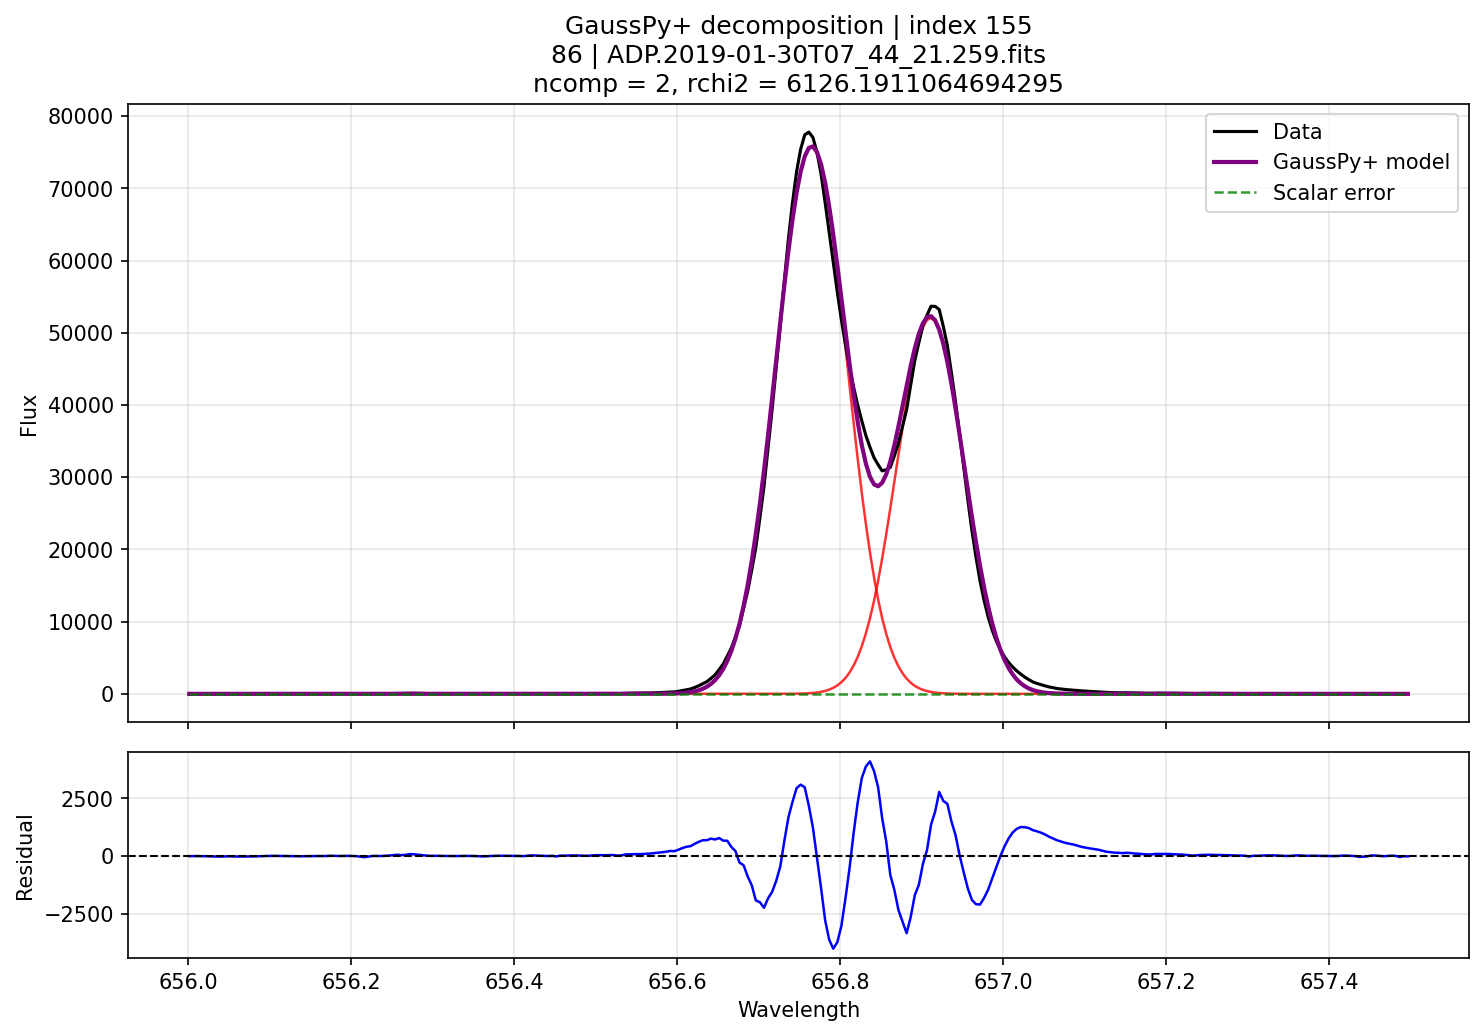 GaussPy+ decomposition | index 155
86 | ADP.2019-01-30T07_44_21.259.fits
ncomp = 2, rchi2 = 6126.1911064694295
Data
GaussPy+ model
Scalar error
Flux
80000
70000
60000
50000
40000
30000
20000
10000
0
Residual
2500
0
−2500
656.0 656.2 656.4 656.6 656.8 657.0 657.2 657.4
Wavelength